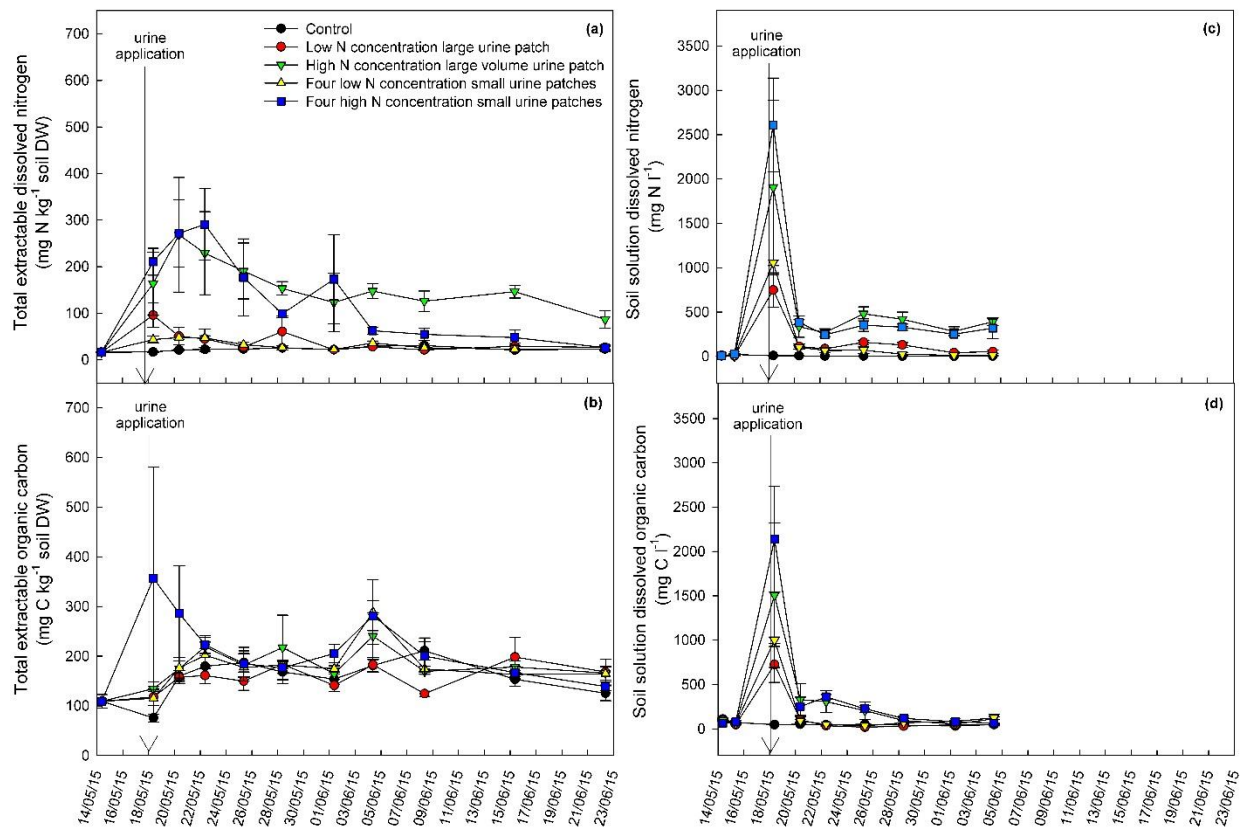 urine
application
Control
Low N concentration large urine patch
High N concentration large volume urine patch
Four low N concentration small urine patches
Four high N concentration small urine patches
(a)
Total extractable dissolved nitrogen
(mg N kg⁻¹ soil DW)
700
600
500
400
300
200
100
0
urine
application
(b)
Total extractable organic carbon
(mg C kg⁻¹ soil DW)
700
600
500
400
300
200
100
0
14/05/15
16/05/15
18/05/15
20/05/15
22/05/15
24/05/15
26/05/15
28/05/15
30/05/15
01/06/15
03/06/15
05/06/15
07/06/15
09/06/15
11/06/15
13/06/15
15/06/15
17/06/15
19/06/15
21/06/15
23/06/15
urine
application
(c)
Soil solution dissolved nitrogen
(mg N l⁻¹)
3500
3000
2500
2000
1500
1000
500
0
urine
application
(d)
Soil solution dissolved organic carbon
(mg C l⁻¹)
3500
3000
2500
2000
1500
1000
500
0
14/05/15
16/05/15
18/05/15
20/05/15
22/05/15
24/05/15
26/05/15
28/05/15
30/05/15
01/06/15
03/06/15
05/06/15
07/06/15
09/06/15
11/06/15
13/06/15
15/06/15
17/06/15
19/06/15
21/06/15
23/06/15